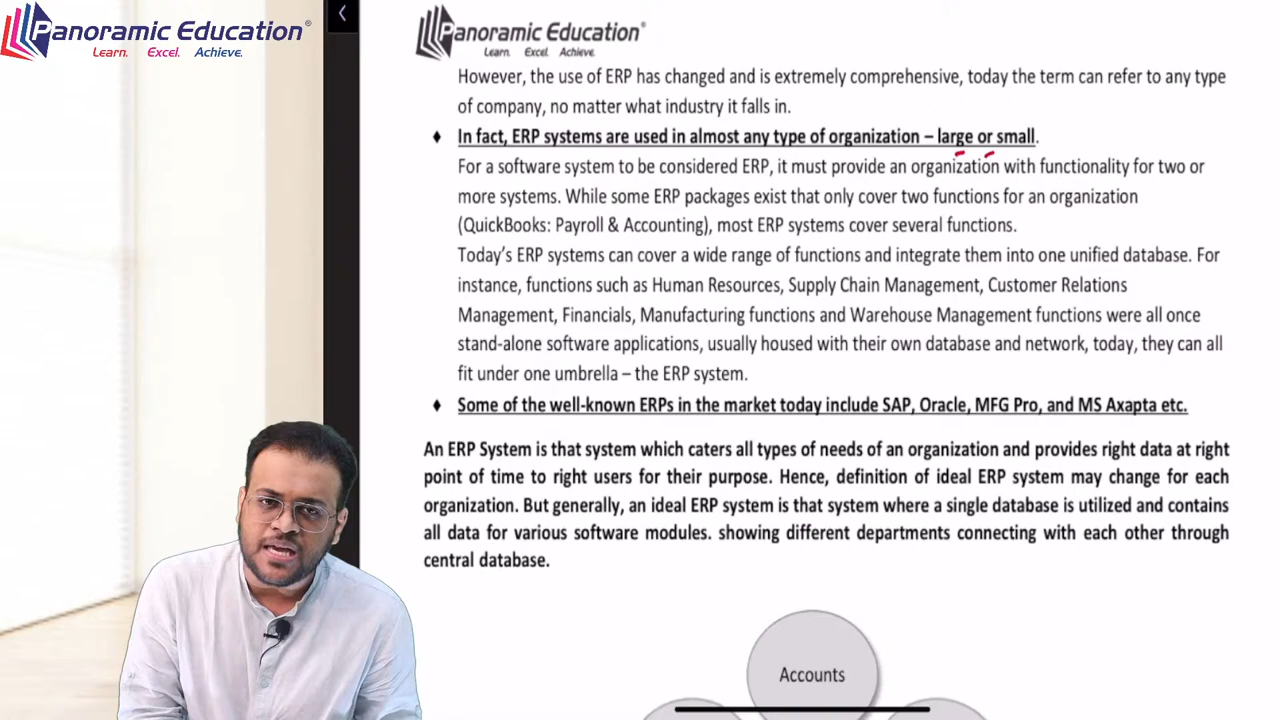 Panoramic Education®
Learn. Excel. Achieve.
Panoramic Education®
Learn. Excel. Achieve.
However, the use of ERP has changed and is extremely comprehensive, today the term can refer to any type
of company, no matter what industry it falls in.
♦ In fact, ERP systems are used in almost any type of organization – large or small.
For a software system to be considered ERP, it must provide an organization with functionality for two or
more systems. While some ERP packages exist that only cover two functions for an organization
(QuickBooks: Payroll & Accounting), most ERP systems cover several functions.
Today's ERP systems can cover a wide range of functions and integrate them into one unified database. For
instance, functions such as Human Resources, Supply Chain Management, Customer Relations
Management, Financials, Manufacturing functions and Warehouse Management functions were all once
stand-alone software applications, usually housed with their own database and network, today, they can all
fit under one umbrella – the ERP system.
♦ Some of the well-known ERPs in the market today include SAP, Oracle, MFG Pro, and MS Axapta etc.
An ERP System is that system which caters all types of needs of an organization and provides right data at right
point of time to right users for their purpose. Hence, definition of ideal ERP system may change for each
organization. But generally, an ideal ERP system is that system where a single database is utilized and contains
all data for various software modules. showing different departments connecting with each other through
central database.
Accounts